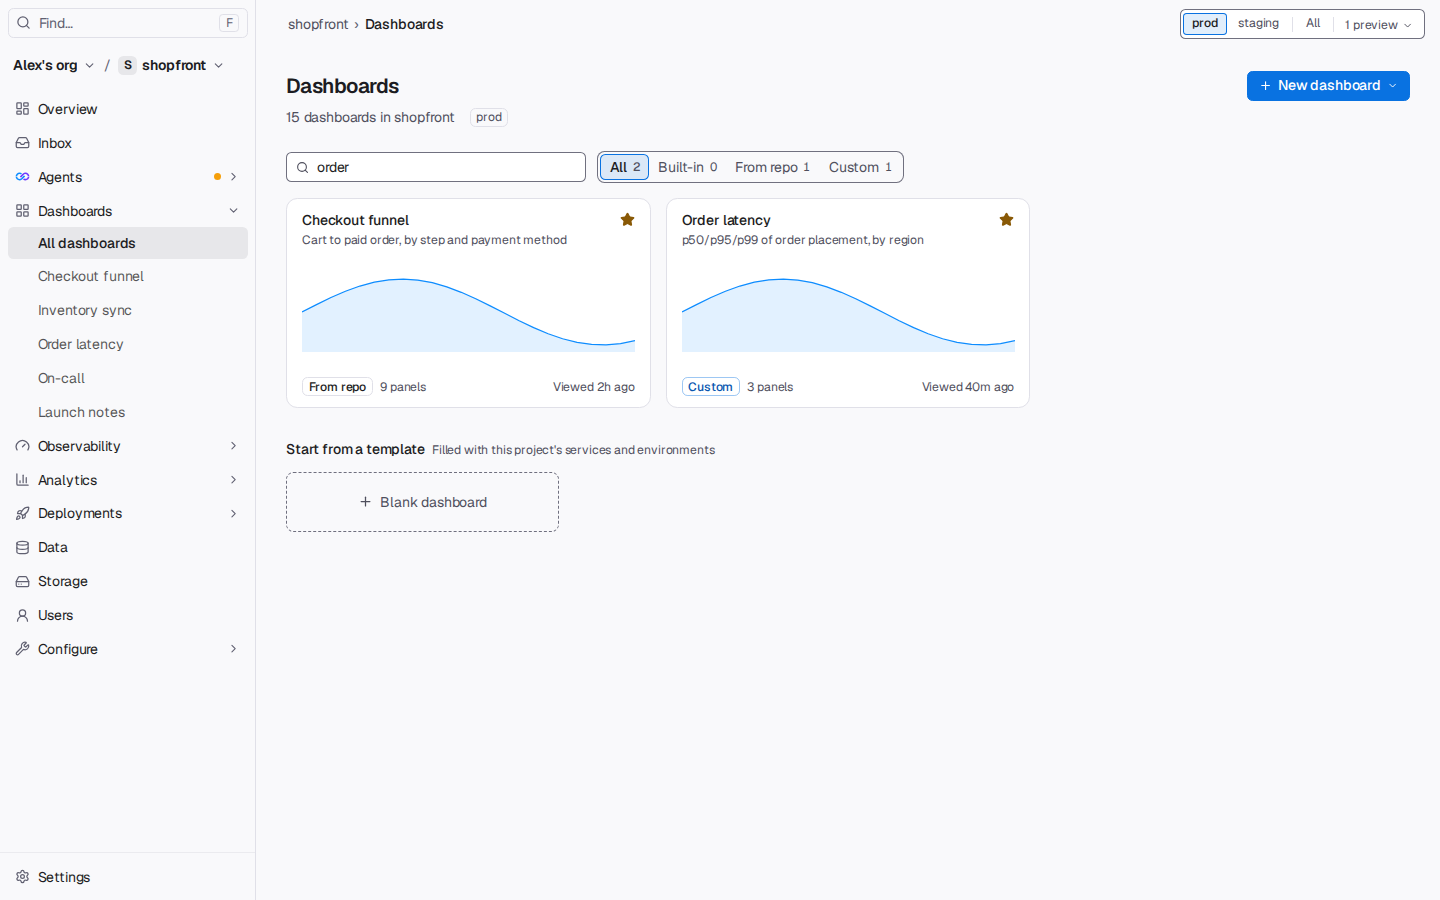 Find... F
Alex's org / S shopfront
Overview
Inbox
Agents
Dashboards
All dashboards
Checkout funnel
Inventory sync
Order latency
On-call
Launch notes
Observability
Analytics
Deployments
Data
Storage
Users
Configure
Settings
shopfront › Dashboards
prod staging All 1 preview
Dashboards
New dashboard
15 dashboards in shopfront prod
order
All 2 Built-in 0 From repo 1 Custom 1
Checkout funnel
Cart to paid order, by step and payment method
From repo 9 panels Viewed 2h ago
Order latency
p50/p95/p99 of order placement, by region
Custom 3 panels Viewed 40m ago
Start from a template Filled with this project's services and environments
Blank dashboard